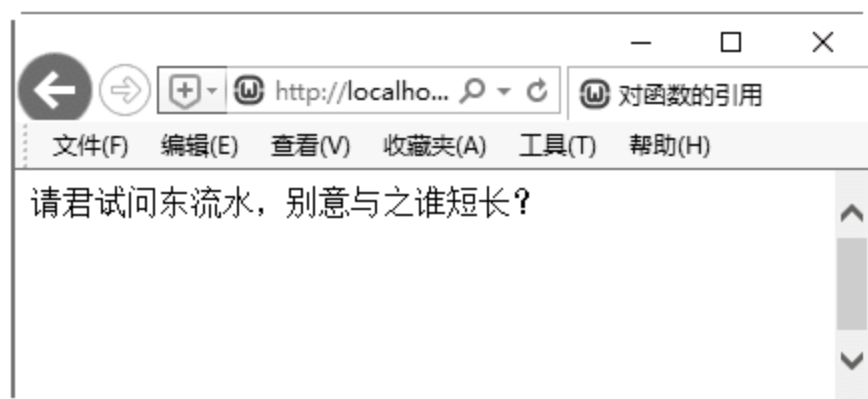 http://localho...
对函数的引用
文件(F) 编辑(E) 查看(V) 收藏夹(A) 工具(T) 帮助(H)
请君试问东流水，别意与之谁短长？